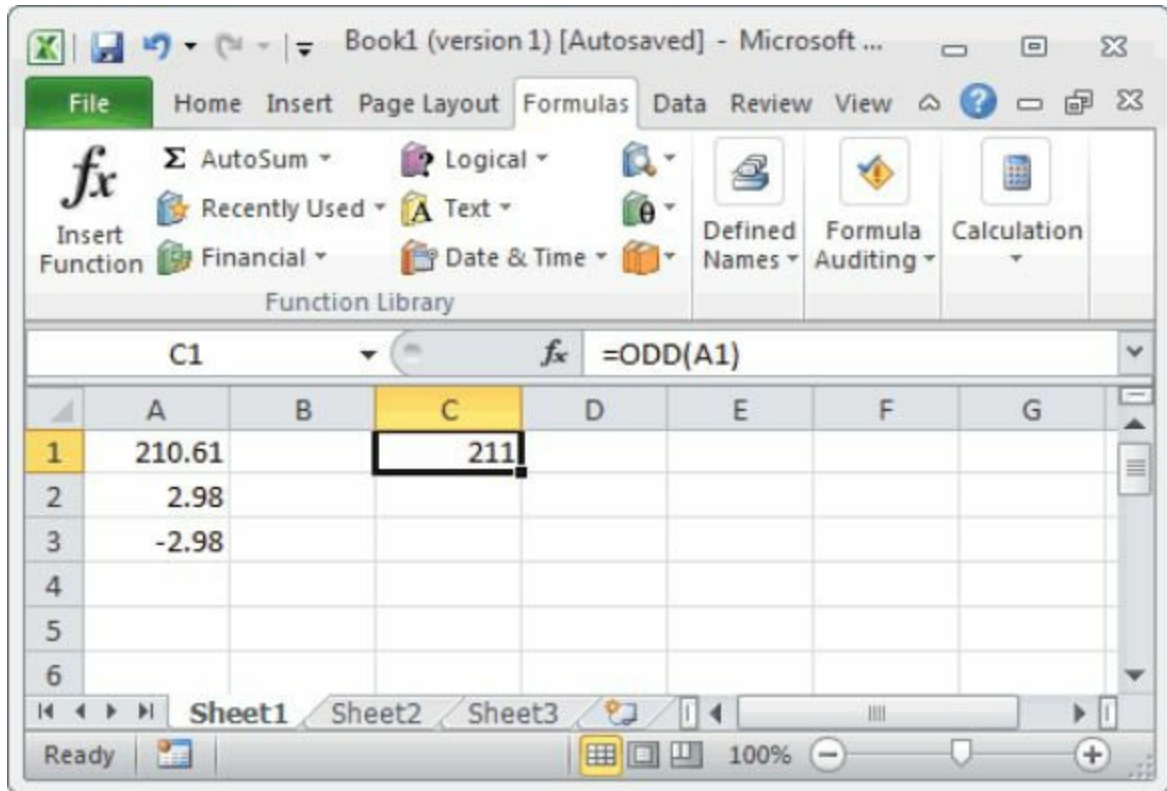 Book1 (version 1) [Autosaved] - Microsoft ...
File Home Insert Page Layout Formulas Data Review View
fx Insert Function
Σ AutoSum
Recently Used
Financial
Logical
A Text
Date & Time
θ
Function Library
Defined Names
Formula Auditing
Calculation
C1 fx =ODD(A1)
A B C D E F G
1 210.61 211
2 2.98
3 -2.98
4
5
6
Sheet1 Sheet2 Sheet3
Ready 100%